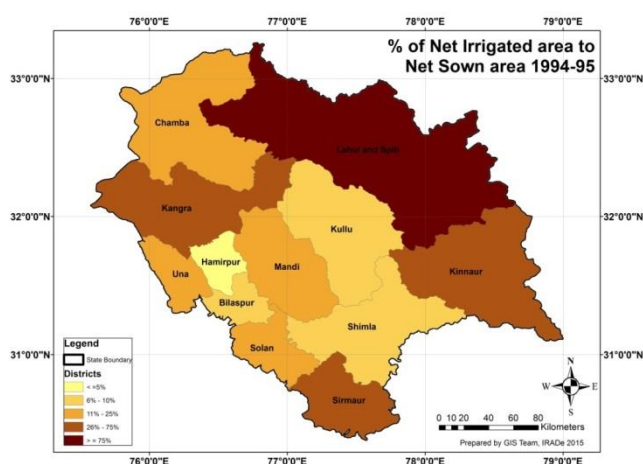 76°0'0"E
77°0'0"E
78°0'0"E
79°0'0"E
% of Net Irrigated area to
Net Sown area 1994-95
33°0'0"N
33°0'0"N
Chamba
Lahul and Spiti
32°0'0"N
32°0'0"N
Kangra
Kullu
Hamirpur
Mandi
Kinnaur
Una
Bilaspur
Shimla
Solan
Sirmaur
31°0'0"N
31°0'0"N
Legend
State Boundary
Districts
< =5%
6% - 10%
11% - 25%
26% - 75%
> = 75%
N
W
E
S
0 10 20 40 60 80
Kilometers
Prepared by GIS Team, IRADe 2015
76°0'0"E
77°0'0"E
78°0'0"E
79°0'0"E